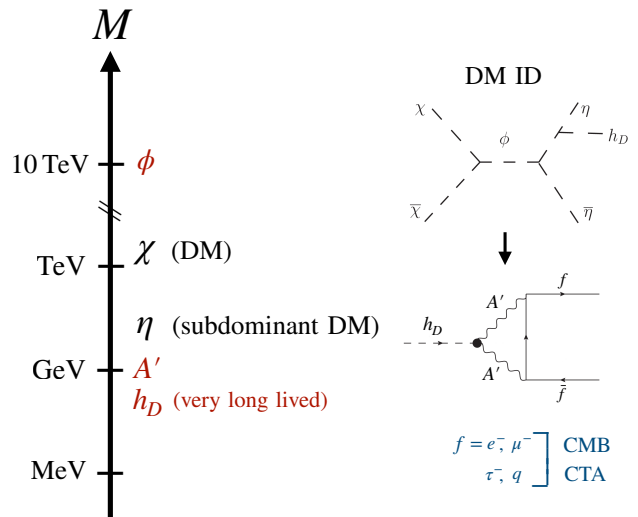 M
10 TeV ϕ
TeV χ (DM)
η (subdominant DM)
GeV A′
h_D (very long lived)
MeV
DM ID
χ
η
ϕ
h_D
χ̅
η̅
f
A′
h_D
A′
f̄
f = e⁻, μ⁻ CMB
τ⁻, q CTA